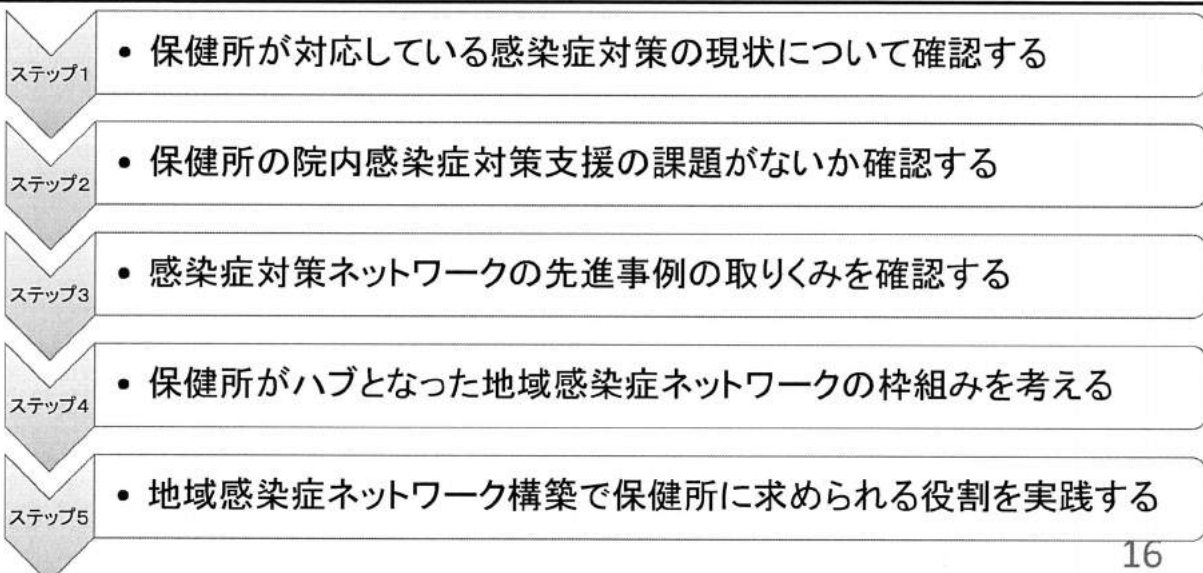 ステップ1
• 保健所が対応している感染症対策の現状について確認する
ステップ2
• 保健所の院内感染症対策支援の課題がないか確認する
ステップ3
• 感染症対策ネットワークの先進事例の取りくみを確認する
ステップ4
• 保健所がハブとなった地域感染症ネットワークの枠組みを考える
ステップ5
• 地域感染症ネットワーク構築で保健所に求められる役割を実践する
16